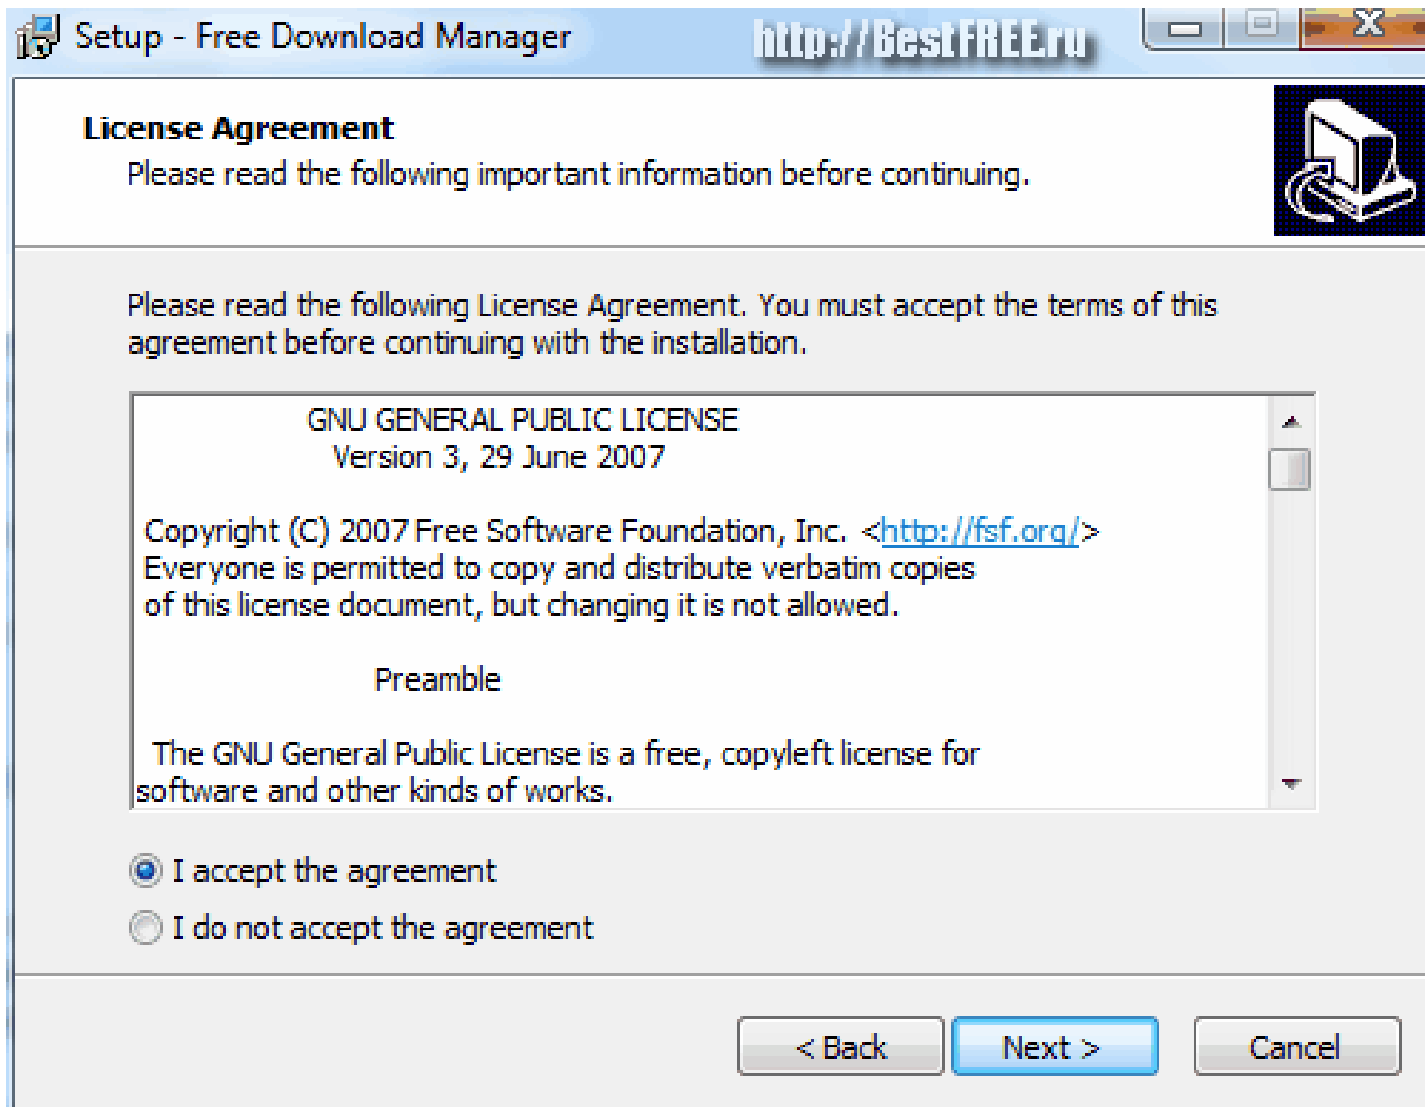 Setup - Free Download Manager
http://BestFREE.ru
License Agreement
Please read the following important information before continuing.
Please read the following License Agreement. You must accept the terms of this
agreement before continuing with the installation.
GNU GENERAL PUBLIC LICENSE
Version 3, 29 June 2007
Copyright (C) 2007 Free Software Foundation, Inc. <http://fsf.org/>
Everyone is permitted to copy and distribute verbatim copies
of this license document, but changing it is not allowed.
Preamble
The GNU General Public License is a free, copyleft license for
software and other kinds of works.
I accept the agreement
I do not accept the agreement
< Back
Next >
Cancel